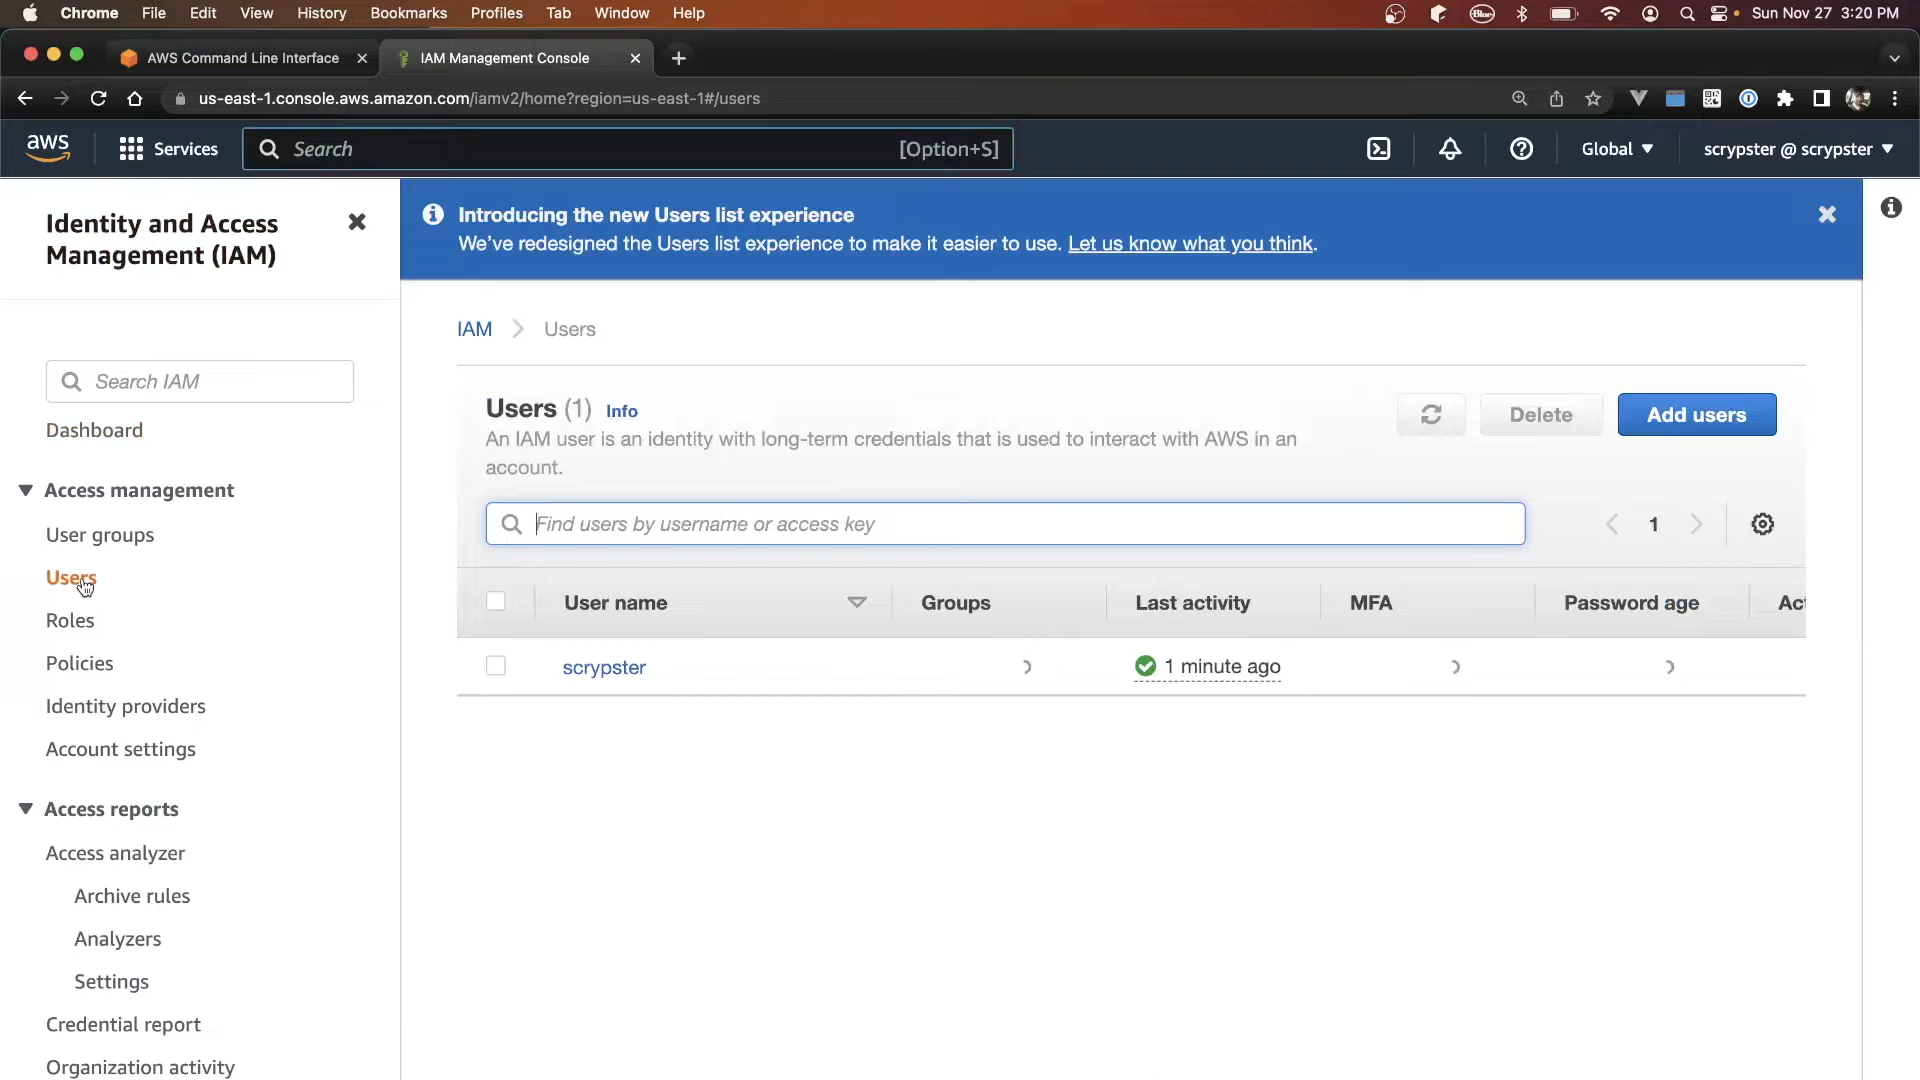 Chrome File Edit View History Bookmarks Profiles Tab Window Help
Blue
Sun Nov 27 3:20 PM
AWS Command Line Interface
IAM Management Console
us-east-1.console.aws.amazon.com/iamv2/home?region=us-east-1#/users
aws
Services
Search
[Option+S]
Global
scrypster @ scrypster
Identity and Access
Management (IAM)
Search IAM
Dashboard
Access management
User groups
Users
Roles
Policies
Identity providers
Account settings
Access reports
Access analyzer
Archive rules
Analyzers
Settings
Credential report
Organization activity
Introducing the new Users list experience
We've redesigned the Users list experience to make it easier to use. Let us know what you think.
IAM
Users
Users (1) Info
An IAM user is an identity with long-term credentials that is used to interact with AWS in an
account.
Delete
Add users
Find users by username or access key
1
User name
Groups
Last activity
MFA
Password age
Act
scrypster
1 minute ago